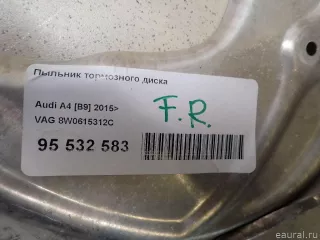 Пыльник тормозного диска
Audi A4 [B9] 2015>
VAG 8W0615312C
F.R.
95 532 583
eaural.ru